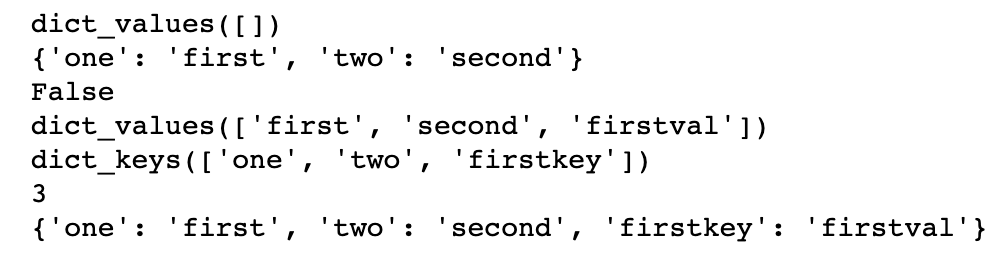 dict_values([])
{'one': 'first', 'two': 'second'}
False
dict_values(['first', 'second', 'firstval'])
dict_keys(['one', 'two', 'firstkey'])
3
{'one': 'first', 'two': 'second', 'firstkey': 'firstval'}